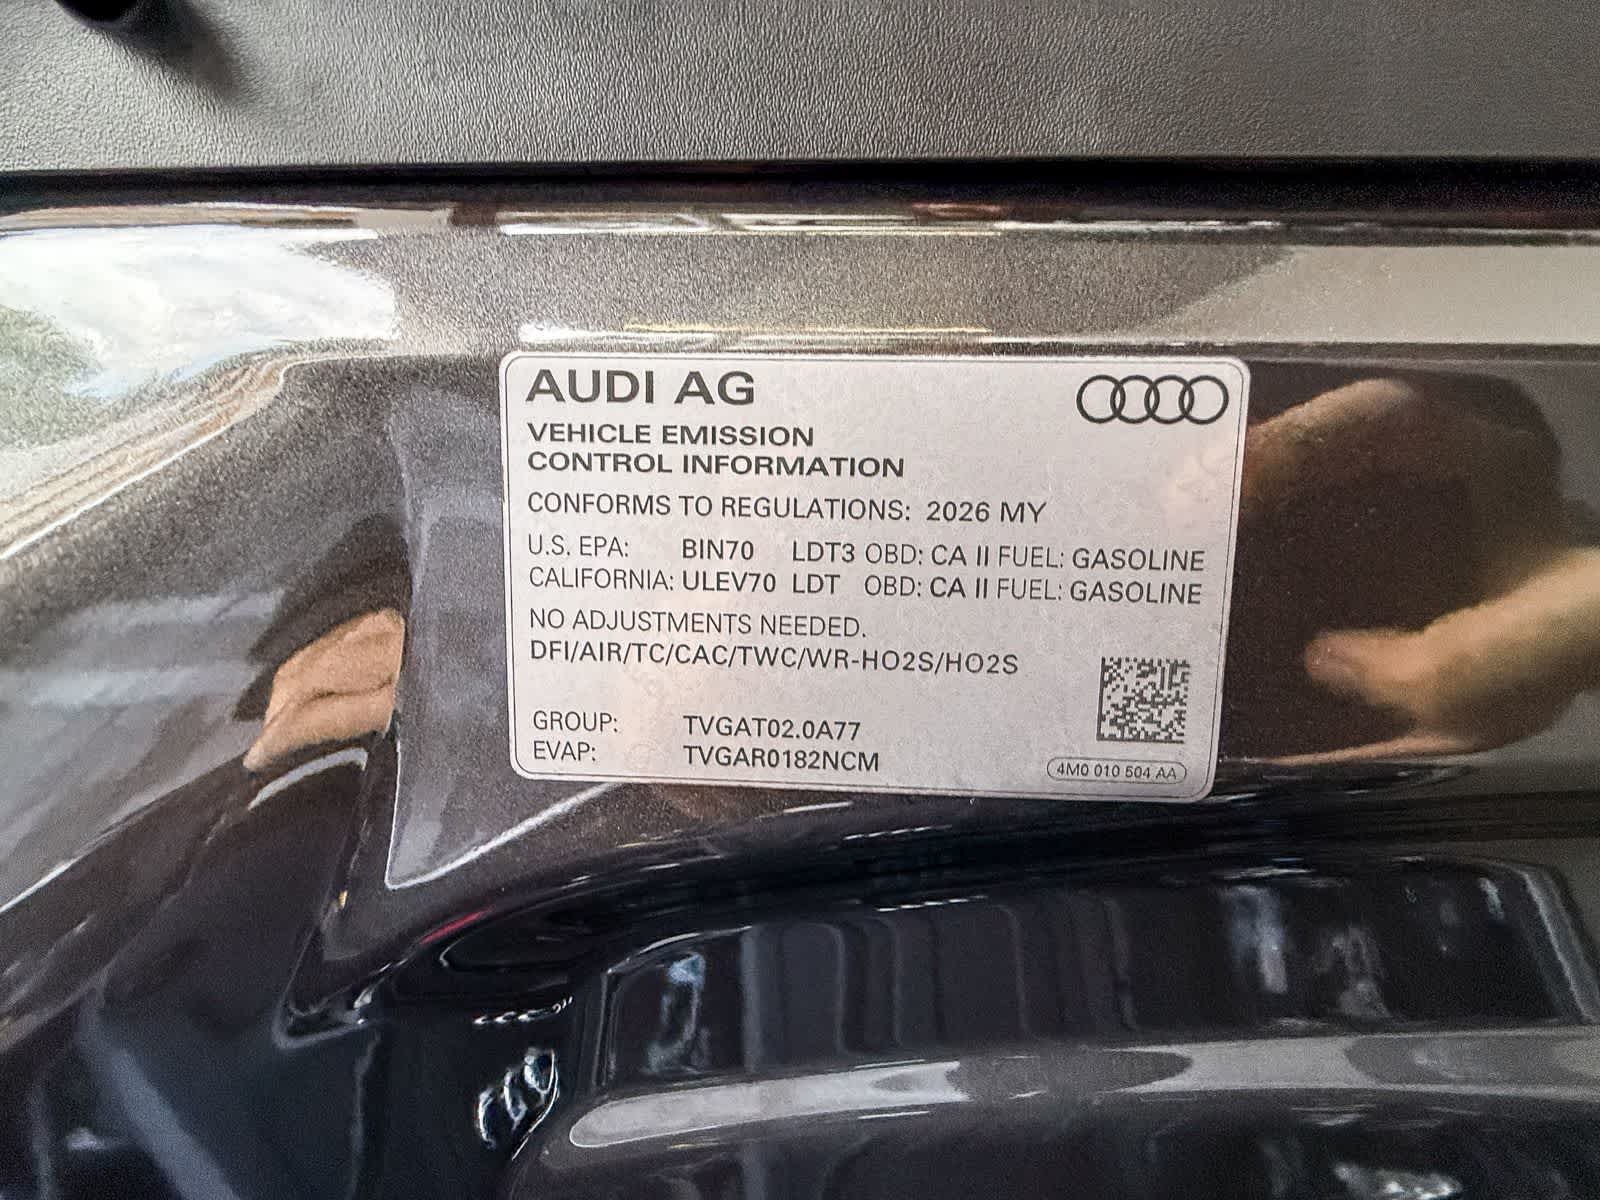 AUDI AG
VEHICLE EMISSION
CONTROL INFORMATION
CONFORMS TO REGULATIONS: 2026 MY
U.S. EPA: BIN70 LDT3 OBD: CA II FUEL: GASOLINE
CALIFORNIA: ULEV70 LDT OBD: CA II FUEL: GASOLINE
NO ADJUSTMENTS NEEDED.
DFI/AIR/TC/CAC/TWC/WR-HO2S/HO2S
GROUP: TVGAT02.0A77
EVAP: TVGAR0182NCM
4M0 010 504 AA